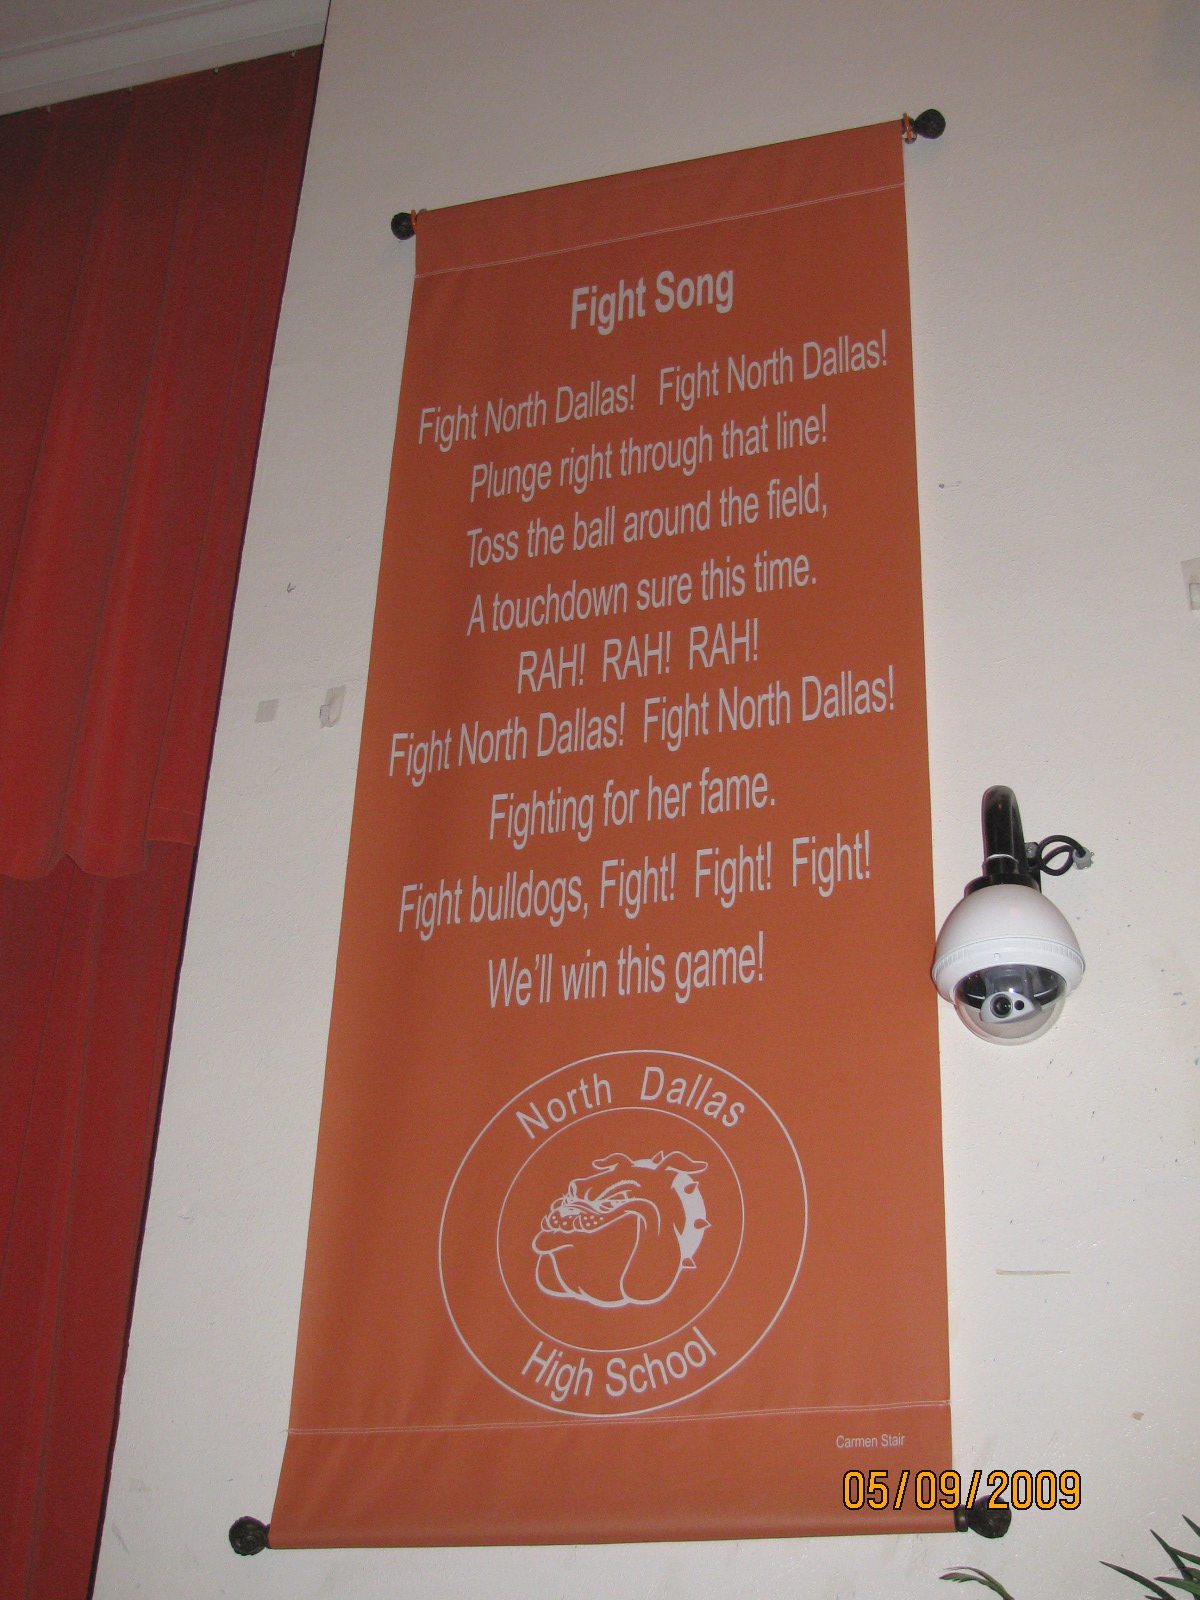 Fight Song
Fight North Dallas!   Fight North Dallas!
Plunge right through that line!
Toss the ball around the field,
A touchdown sure this time.
RAH!  RAH!  RAH!
Fight North Dallas!  Fight North Dallas!
Fighting for her fame.
Fight bulldogs, Fight!  Fight!  Fight!
We'll win this game!
North Dallas
High School
Carmen Stair
05/09/2009